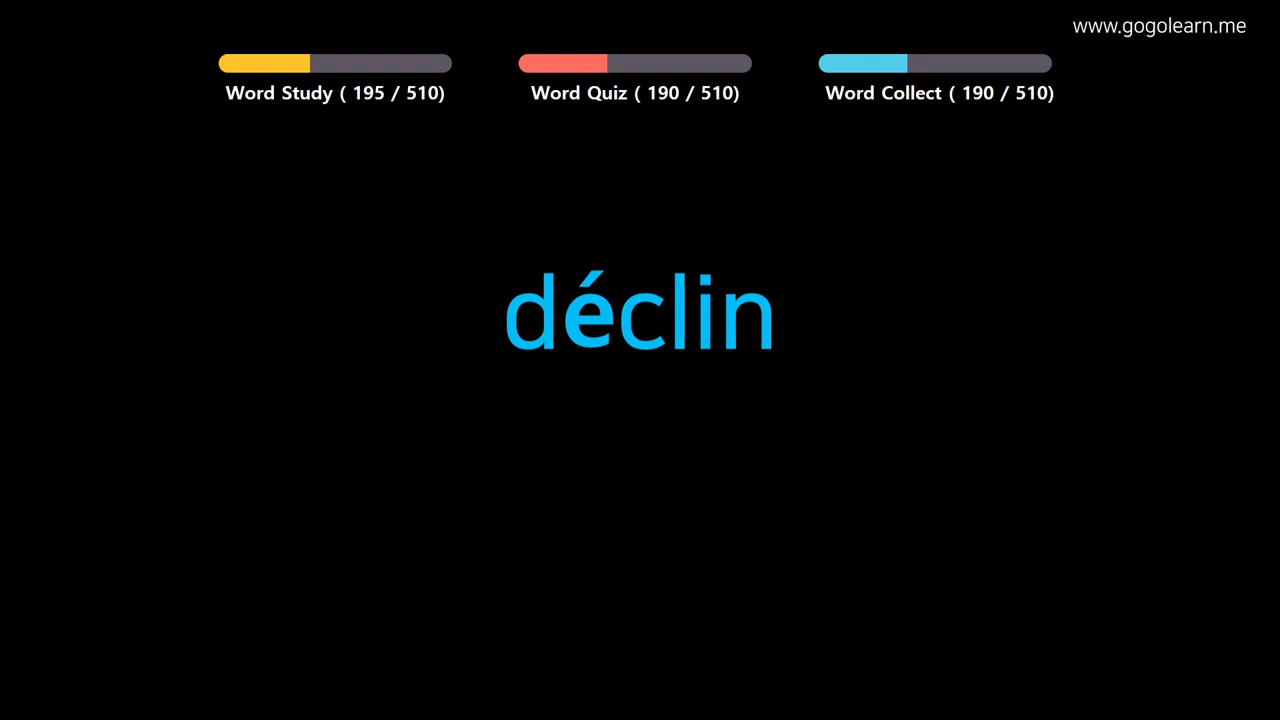 www.gogolearn.me
Word Study ( 195 / 510)
Word Quiz ( 190 / 510)
Word Collect ( 190 / 510)
déclin